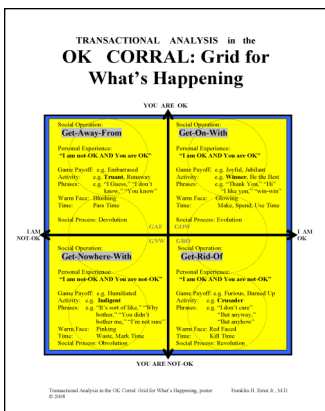 TRANSACTIONAL ANALYSIS in the
OK CORRAL: Grid for
What's Happening
YOU ARE OK
Social Operation:
Get-Away-From
Personal Experience:
"I am not-OK AND You are OK"
Game Payoff: e.g. Embarrased
Activity: e.g. Truant, Runaway
Phrases: e.g. "I Guess," "I don't
know," "You know"
Warm Face: Blushing
Time: Pass Time
Social Process: Devolution
GAF
Social Operation:
Get-On-With
Personal Experience:
"I am OK AND You are OK"
Game Payoff: e.g. Joyful, Jubilant
Activity: e.g. Winner, Be the Best
Phrases: e.g. "Thank You," "Hi"
"I like you," "win-win"
Warm Face: Glowing
Time: Make, Spend, Use Time
Social Process: Evolution
GOW
I AM
NOT-OK
I AM
OK
GNW
Social Operation:
Get-Nowhere-With
Personal Experience:
"I am not-OK AND You are not-OK"
Game Payoff: e.g. Humiliated
Activity: e.g. Indigent
Phrases: e.g. "It's sort of like," "Why
bother," "You didn't
bother me," "I'm not sure"
Warm Face: Pinking
Time: Waste, Mark Time
Social Process: Obvolution
GRO
Social Operation:
Get-Rid-Of
Personal Experience:
"I am OK AND You are not-OK"
Game Payoff: e.g. Furious, Burned Up
Activity: e.g. Crusader
Phrases: e.g. "I don't care"
"But anyway,"
"But anyhow"
Warm Face: Red Faced
Time: Kill Time
Social Process: Revolution
YOU ARE NOT-OK
Transactional Analysis in the OK Corral: Grid for What's Happening, poster
Franklin H. Ernst Jr., M.D.
© 2008